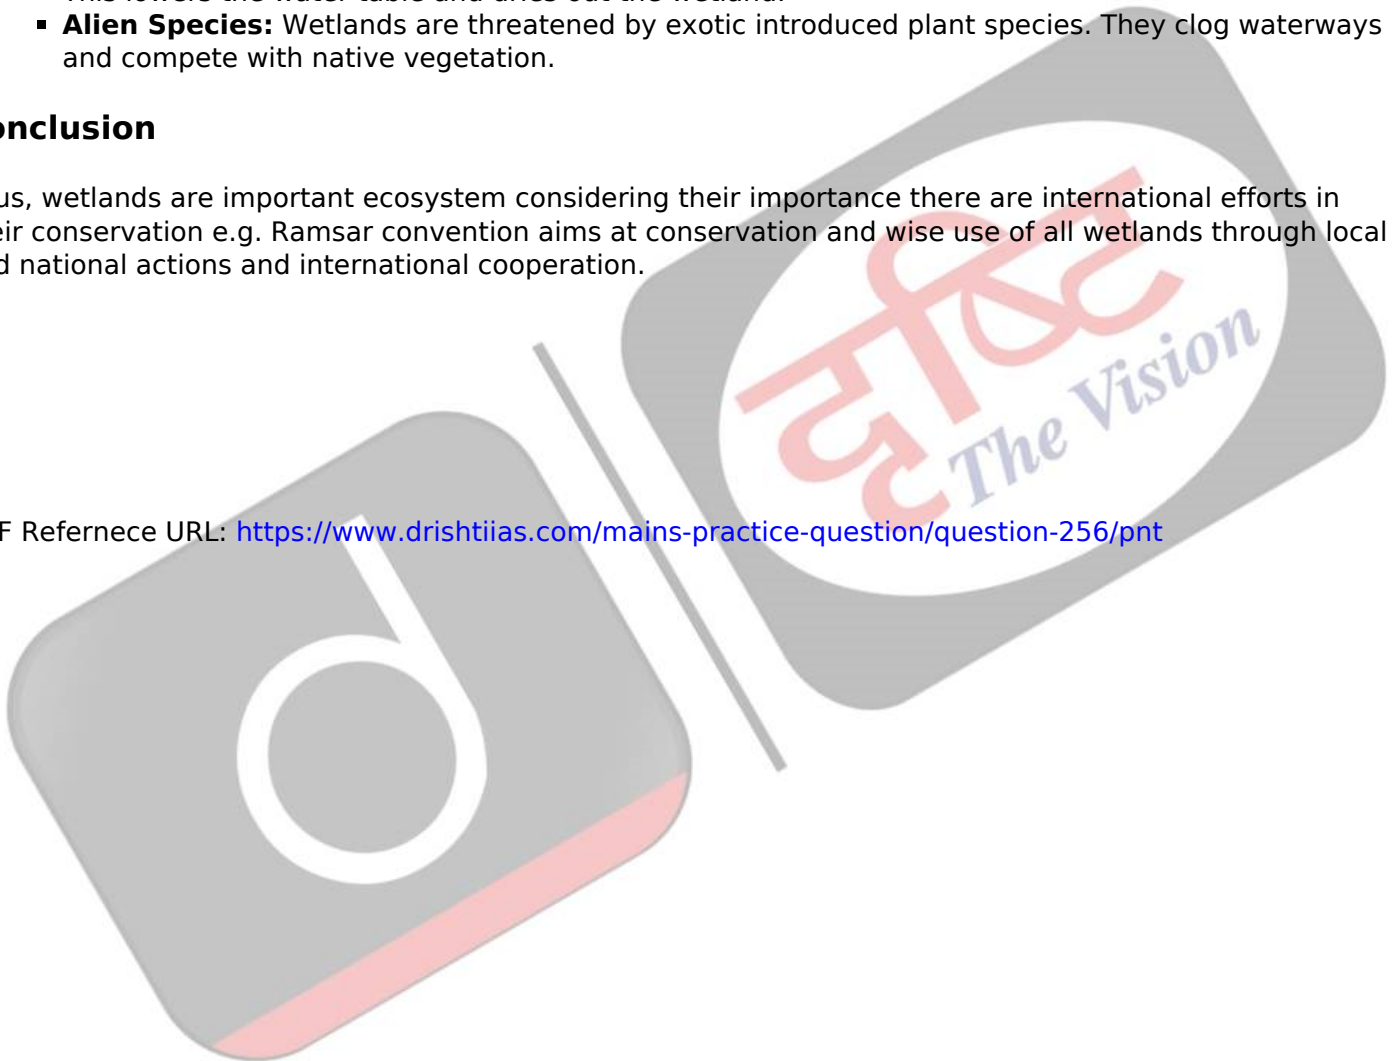 This lowers the water table and dries out the wetland.
▪ Alien Species: Wetlands are threatened by exotic introduced plant species. They clog waterways
and compete with native vegetation.
onclusion
us, wetlands are important ecosystem considering their importance there are international efforts in
eir conservation e.g. Ramsar convention aims at conservation and wise use of all wetlands through local
d national actions and international cooperation.
दृष्टि
The Vision
F Refernece URL: https://www.drishtiias.com/mains-practice-question/question-256/pnt
d